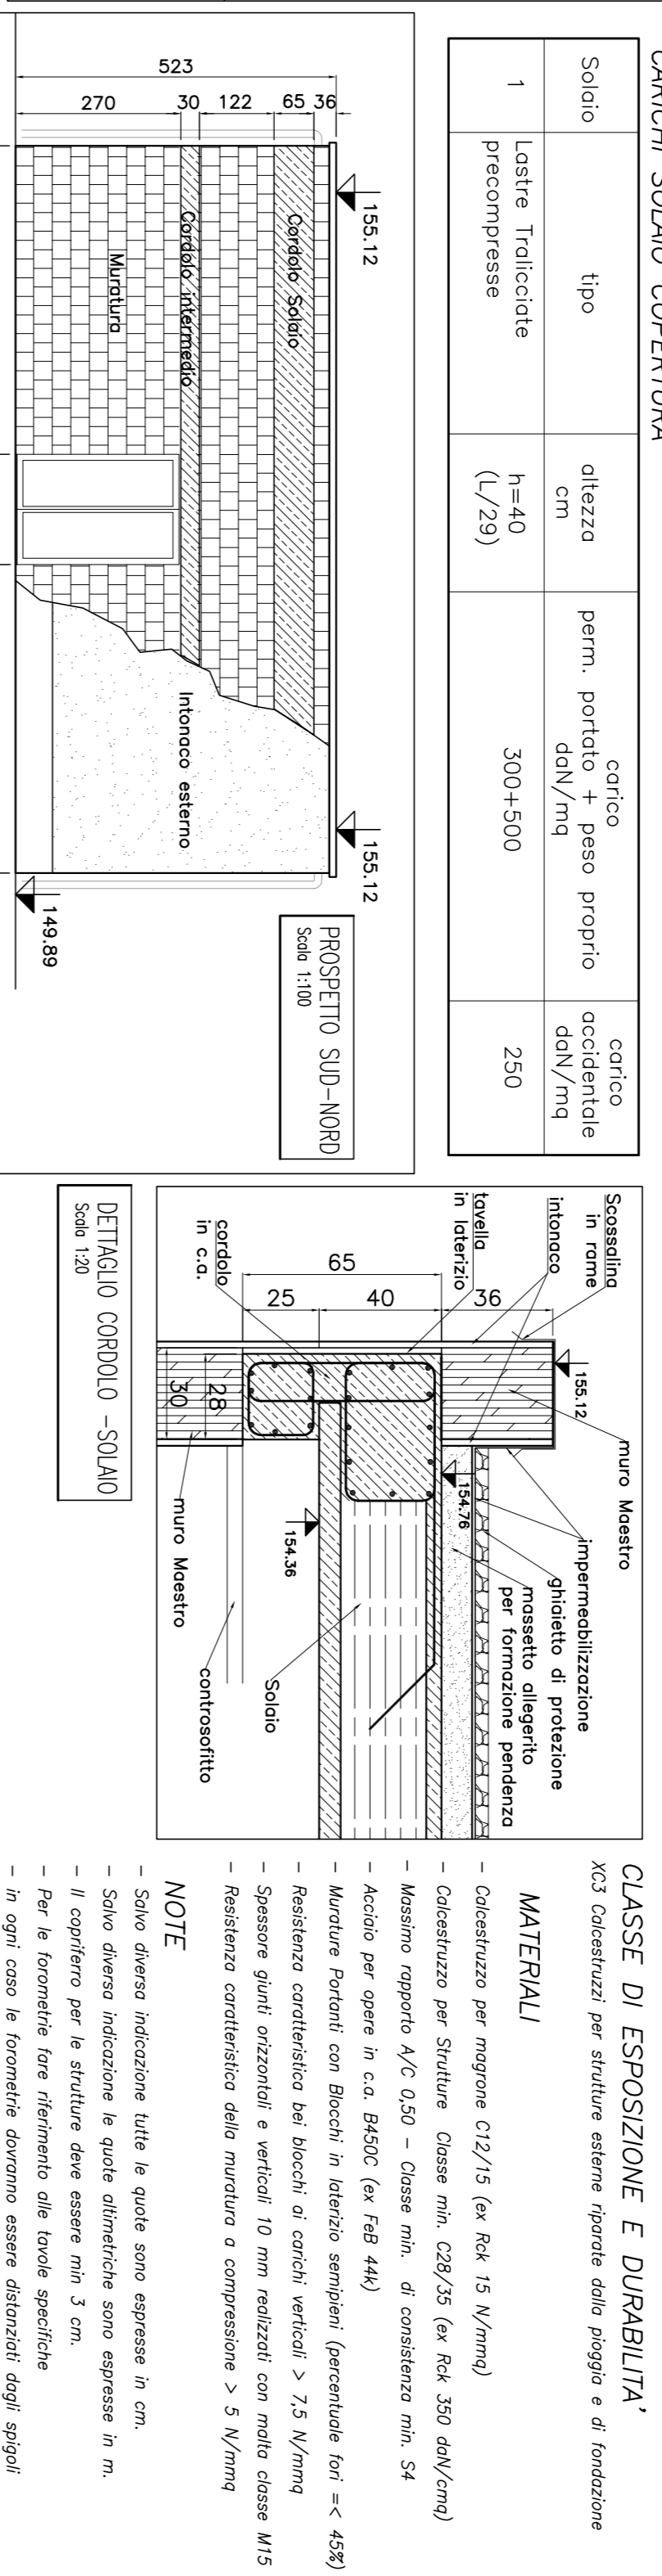 CARICHI SOLAIO COPERTURA
Solaio
tipo
altezza
cm
carico
perm. portato + peso proprio
daN/mq
carico
accidentale
daN/mq
1
Lastre Tralicciate
precompresse
h=40
(L/29)
300+500
250
523
270
30
122
65
36
155.12
155.12
149.89
Cordolo Solaio
Cordolo intermedio
Muratura
Intonaco esterno
PROSPETTO SUD-NORD
Scala 1:100
Scossalina
in rame
intonaco
tavella
in laterizio
cordolo
in c.a.
65
25
40
36
28
30
155.12
154.76
154.36
muro Maestro
impermeabilizzazione
ghiaietto di protezione
massetto allegerito
per formazione pendenza
Solaio
controsofitto
muro Maestro
DETTAGLIO CORDOLO -SOLAIO
Scala 1:20
CLASSE DI ESPOSIZIONE E DURABILITA'
XC3 Calcestruzzi per strutture esterne riparate dalla pioggia e di fondazione
MATERIALI
- Calcestruzzo per magrone C12/15 (ex Rck 15 N/mmq)
- Calcestruzzo per Strutture Classe min. C28/35 (ex Rck 350 daN/cmq)
- Massimo rapporto A/C 0,50 - Classe min. di consistenza min. S4
- Acciaio per opere in c.a. B450C (ex FeB 44k)
- Murature Portanti con Blocchi in laterizio semipieni (percentuale fori =< 45%)
- Resistenza caratteristica bei blocchi ai carichi verticali > 7,5 N/mmq
- Spessore giunti orizzontali e verticali 10 mm realizzati con malta classe M15
- Resistenza caratteristica della muratura a compressione > 5 N/mmq
NOTE
- Salvo diversa indicazione tutte le quote sono espresse in cm.
- Salvo diversa indicazione le quote altimetriche sono espresse in m.
- Il copriferro per le strutture deve essere min 3 cm.
- Per le forometrie fare riferimento alle tavole specifiche
- in ogni caso le forometrie dovranno essere distanziati dagli spigoli